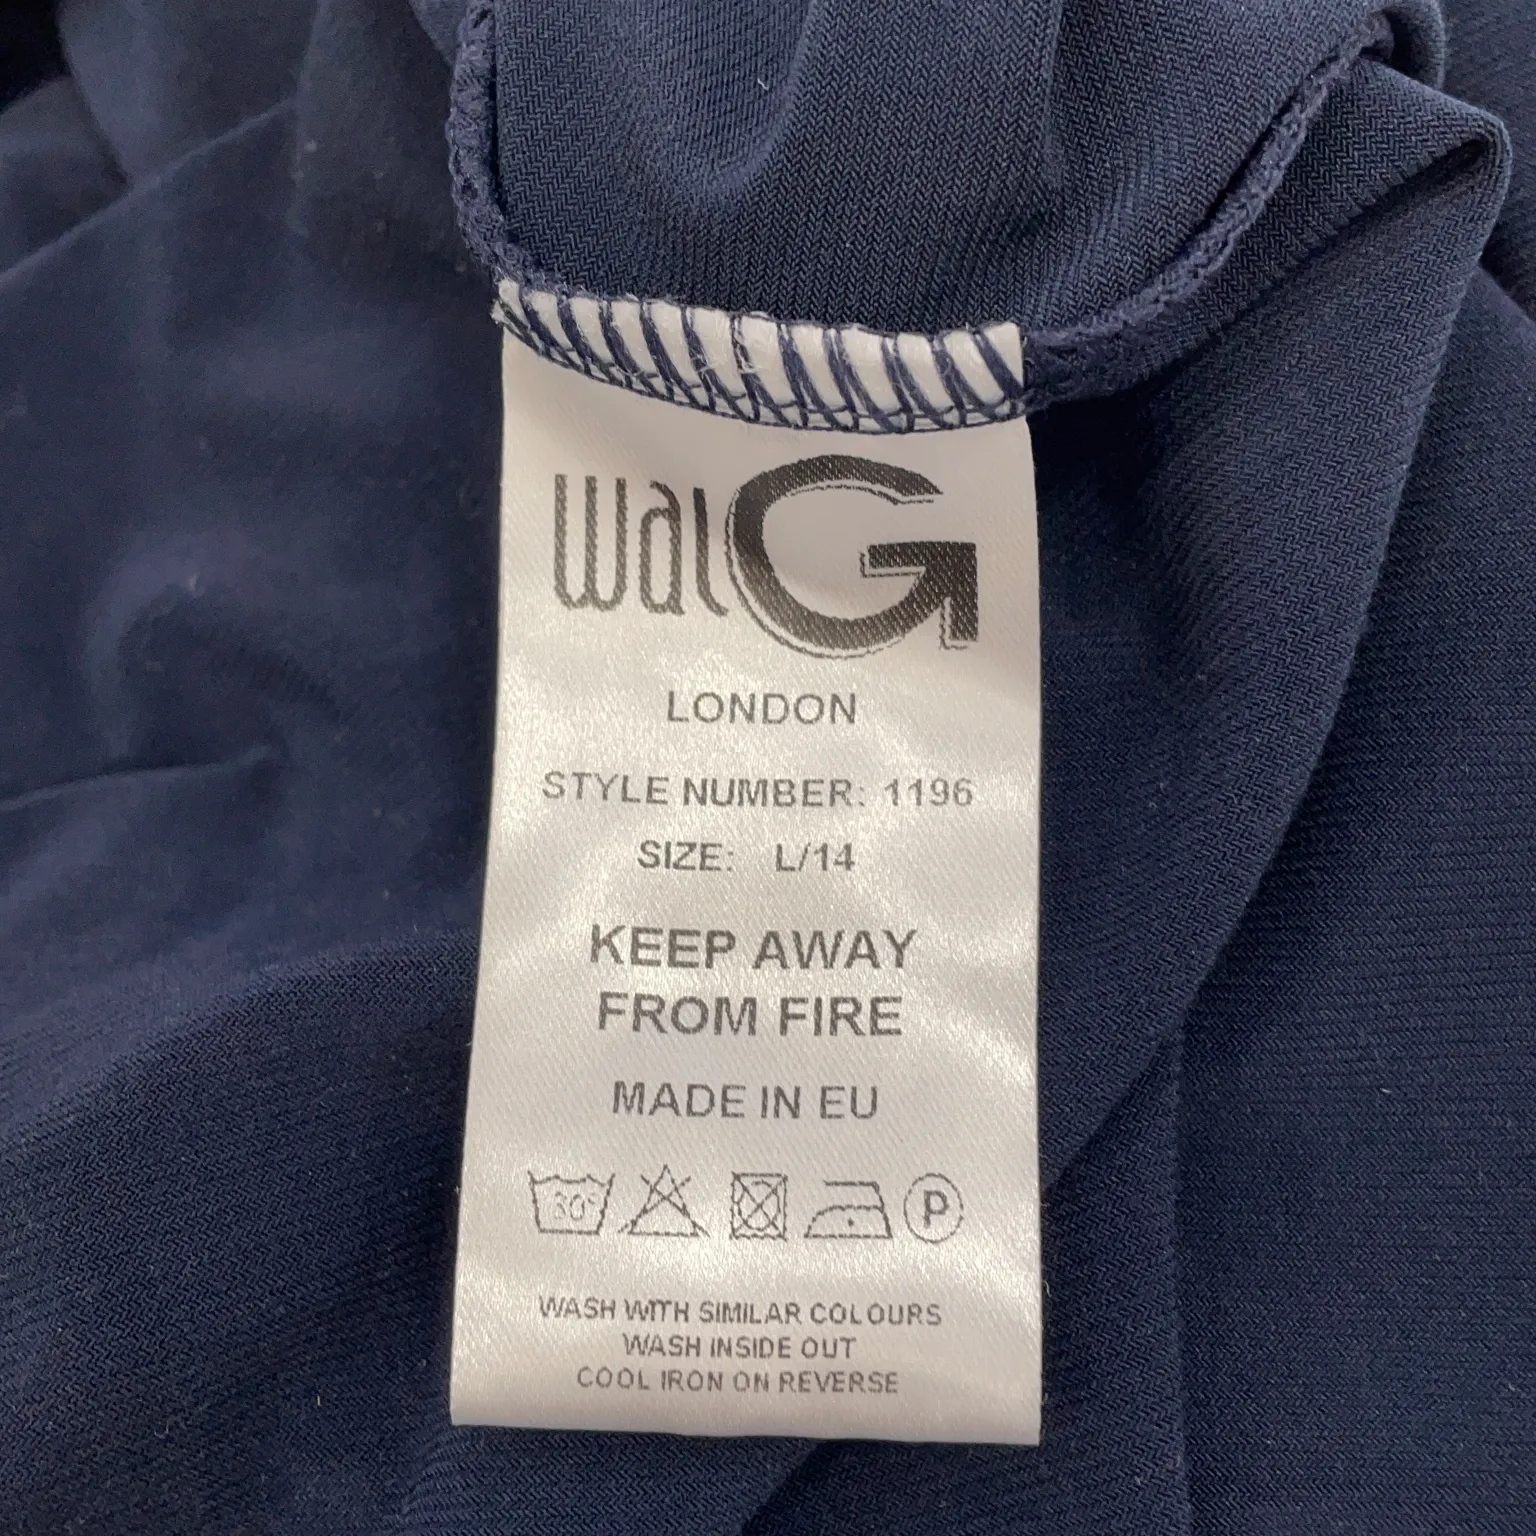 walG
LONDON
STYLE NUMBER: 1196
SIZE: L/14
KEEP AWAY
FROM FIRE
MADE IN EU
30° P
WASH WITH SIMILAR COLOURS
WASH INSIDE OUT
COOL IRON ON REVERSE